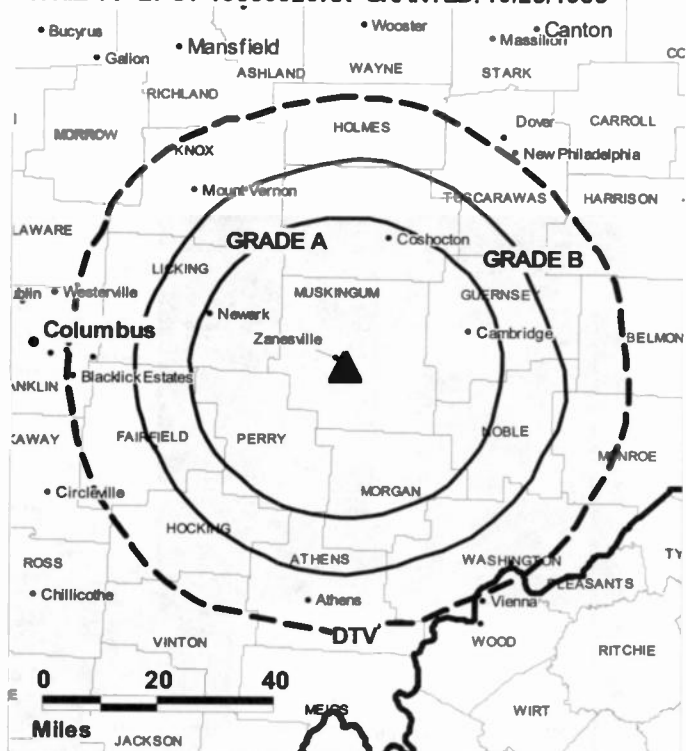 GRANTED:
Bucyrus
Wooster
Canton
Massillon
Galion
Mansfield
ASHLAND
WAYNE
STARK
RICHLAND
HOLMES
Dover
CARROLL
MORROW
KNOX
New Philadelphia
Mount Vernon
TUSCARAWAS
HARRISON
LAWARE
GRADE A
Coshocton
GRADE B
LICKING
Westerville
MUSKINGUM
GUERNSEY
Newark
Columbus
Zanesville
Cambridge
BELMON
Blacklick Estates
ANKLIN
KAWAY
FAIRFIELD
PERRY
NOBLE
MONROE
Circleville
MORGAN
HOCKING
ROSS
ATHENS
WASHINGTON
TY
PLEASANTS
Chillicothe
Athens
Vienna
DTV
VINTON
WOOD
RITCHIE
0 20 40
Miles
MEIGS
WIRT
JACKSON